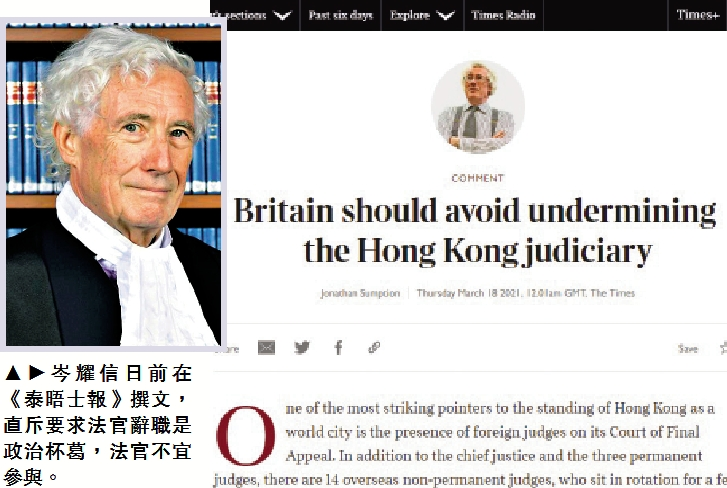 sections
Past six days
Explore
Times Radio
Times+
COMMENT
Britain should avoid undermining
the Hong Kong judiciary
Jonathan Sumption
Thursday March 18 2021, 12.01am GMT, The Times
Save
One of the most striking pointers to the standing of Hong Kong as a
world city is the presence of foreign judges on its Court of Final
Appeal. In addition to the chief justice and the three permanent
judges, there are 14 overseas non-permanent judges, who sit in rotation for a
▲►岑耀信日前在
《泰晤士報》撰文，
直斥要求法官辭職是
政治杯葛，法官不宜
參與。